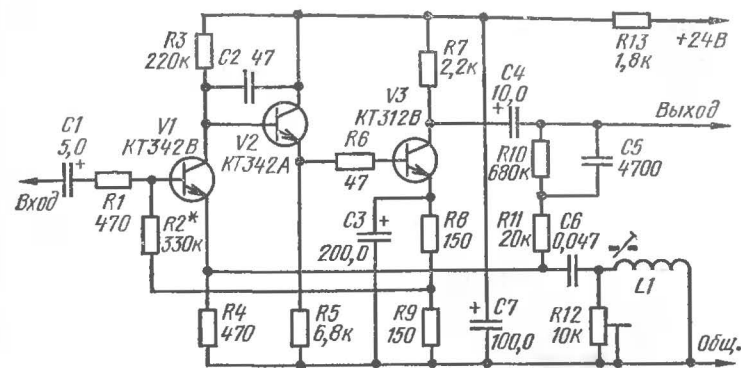 R3
220к
C2 47
R7
2,2к
R13
1,8к
+24В
C1
5,0
+
V1
КТ342В
V2
КТ342А
V3
КТ312В
C4
10,0
+
Выход
R10
680к
C5
4700
Вход
R1
470
R2*
330к
R6
47
C3
200,0
+
R8
150
R11
20к
C6
0,047
L1
R4
470
R5
6,8к
R9
150
+
C7
100,0
R12
10к
Общ.